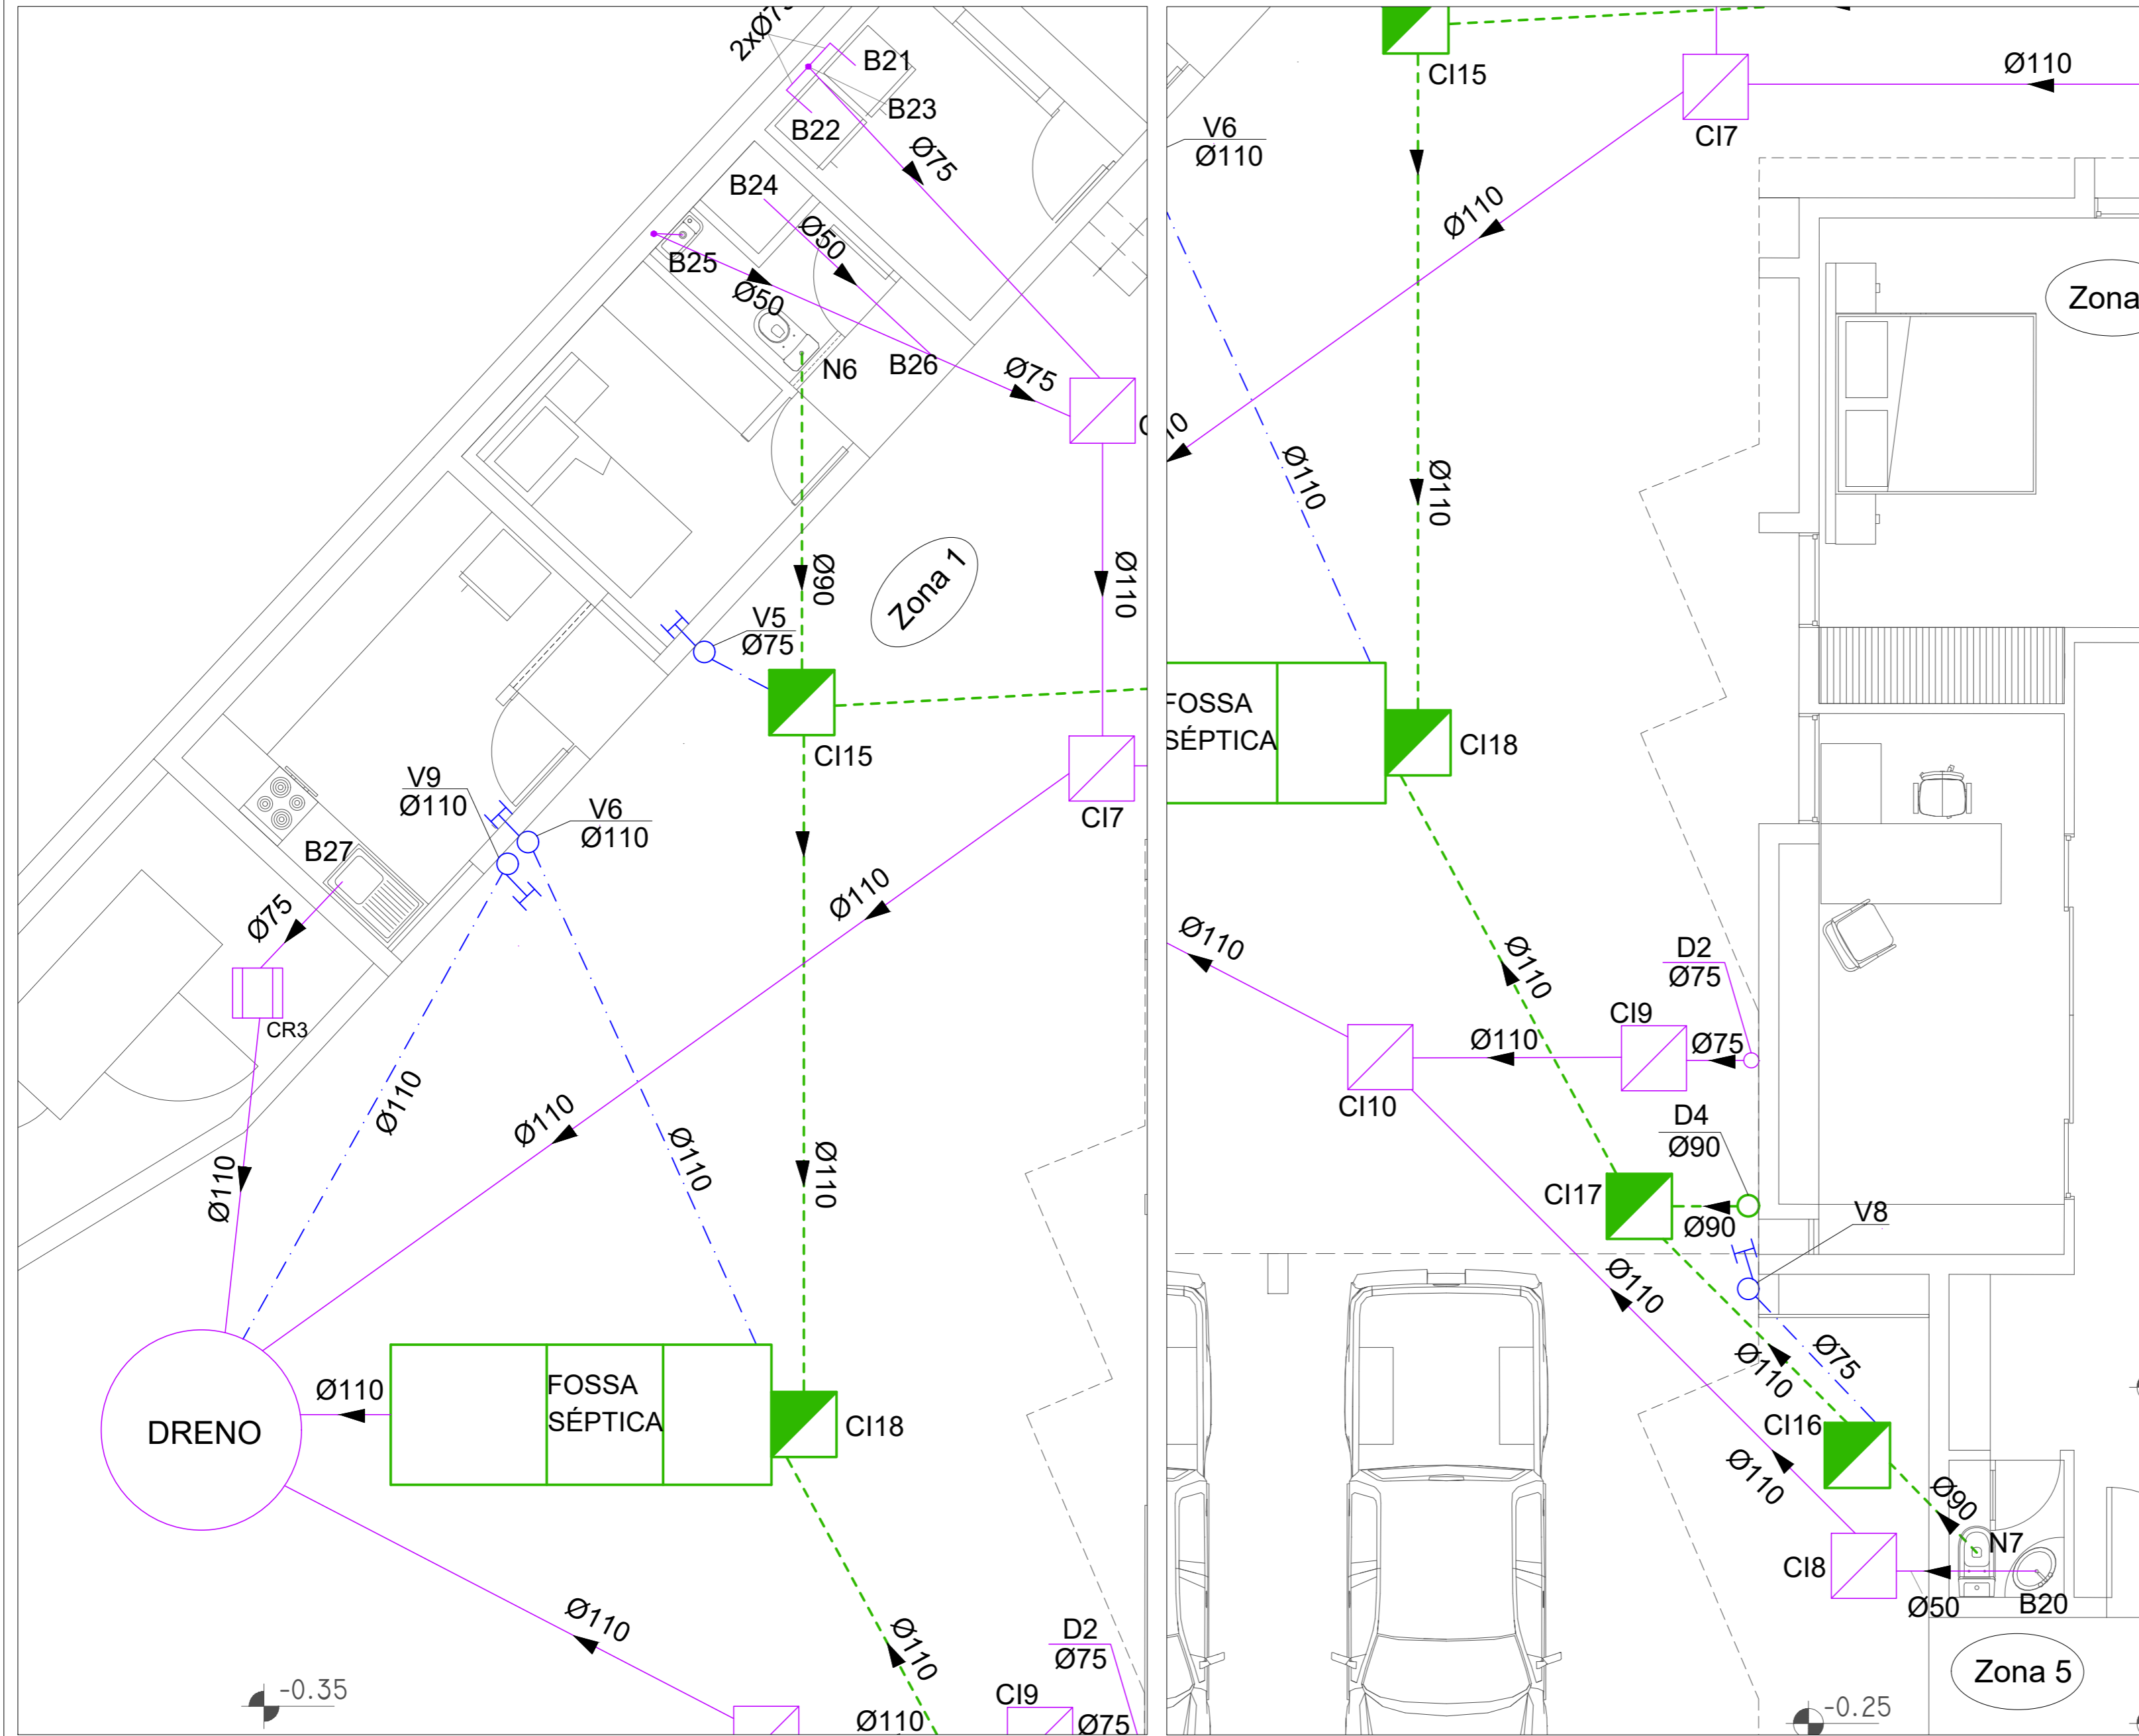 2xØ75
B21
B23
B22
Ø75
B24
Ø50
B25
Ø50
N6
B26
Ø75
Ø90
Zona 1
Ø110
V5
Ø75
CI15
V9
Ø110
V6
Ø110
CI7
B27
Ø75
Ø110
CR3
Ø110
Ø110
Ø110
Ø110
Ø110
FOSSA
SÉPTICA
Ø110
DRENO
CI18
Ø110
Ø110
D2
Ø75
-0.35
CI9
Ø110
Ø75
CI15
Ø110
CI7
V6
Ø110
Ø110
Zona
Ø110
Ø110
FOSSA
SÉPTICA
CI18
Ø110
Ø110
D2
Ø75
CI9
Ø110
Ø75
CI10
D4
Ø90
CI17
Ø90
V8
Ø110
Ø75
Ø110
CI16
Ø110
Ø90
N7
CI8
Ø50
B20
Zona 5
-0.25